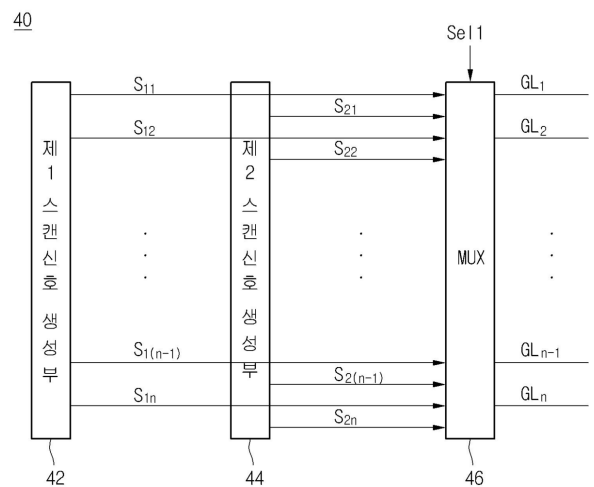 40
Sel1
S11
S21
S12
S22
GL1
GL2
제1 스캔신호 생성부
제2 스캔신호 생성부
MUX
S1(n-1)
S2(n-1)
S1n
S2n
GLn-1
GLn
42
44
46